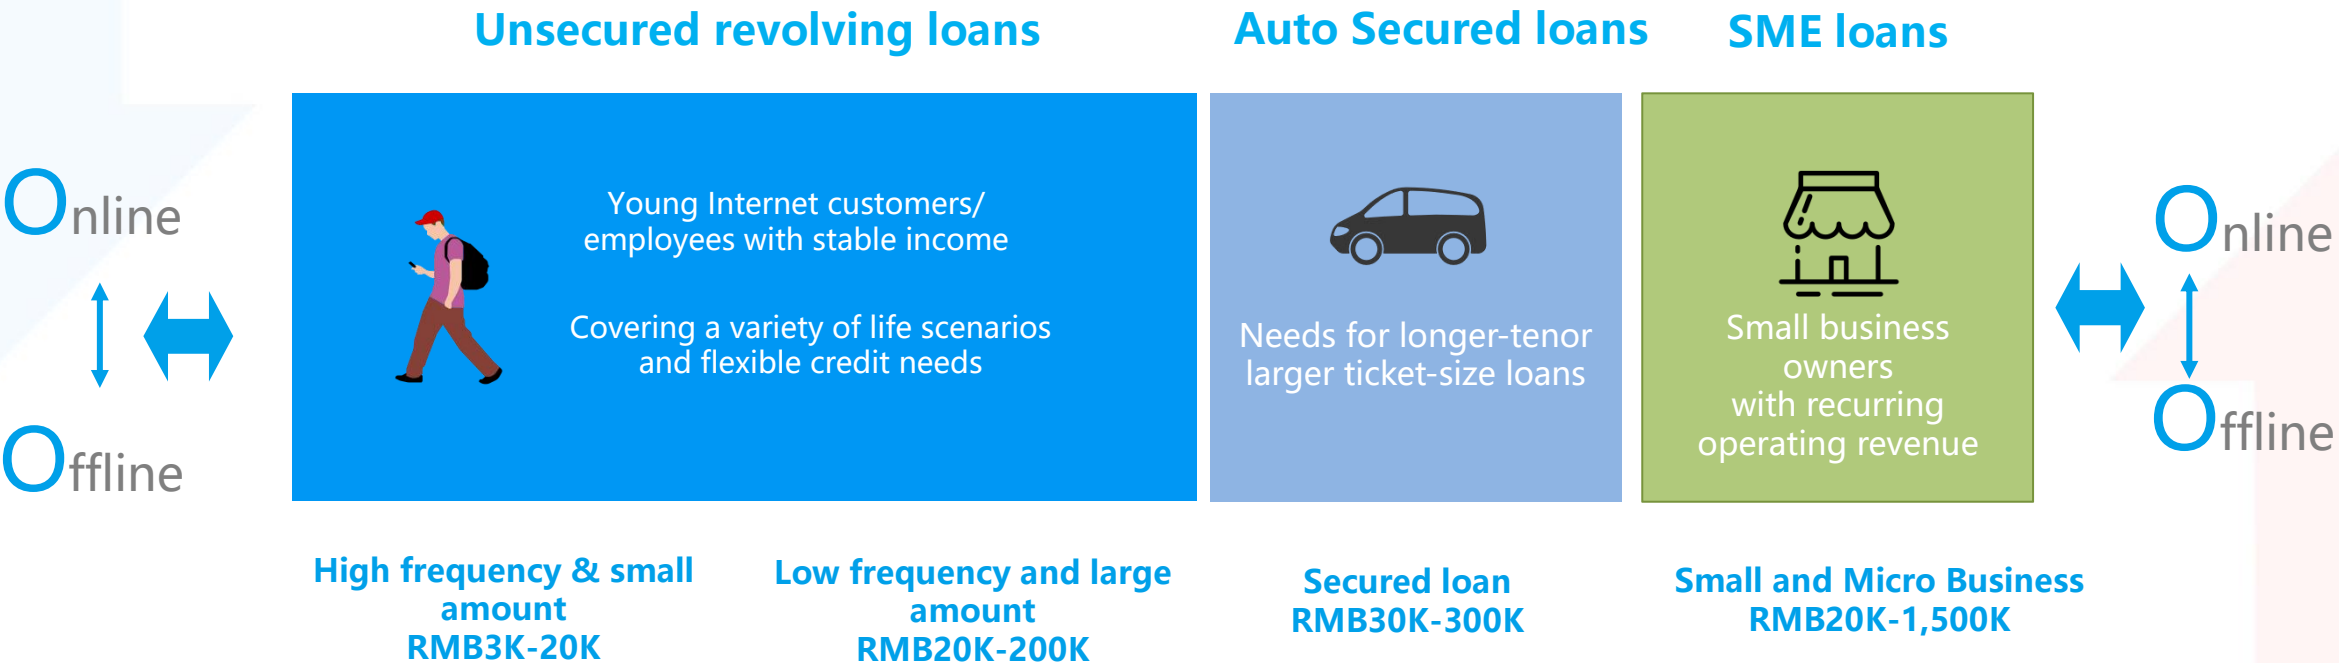 Unsecured revolving loans
Auto Secured loans
SME loans
Online
Offline
Young Internet customers/
employees with stable income
Covering a variety of life scenarios
and flexible credit needs
Needs for longer-tenor
larger ticket-size loans
Small business
owners
with recurring
operating revenue
Online
Offline
High frequency & small
amount
RMB3K-20K
Low frequency and large
amount
RMB20K-200K
Secured loan
RMB30K-300K
Small and Micro Business
RMB20K-1,500K